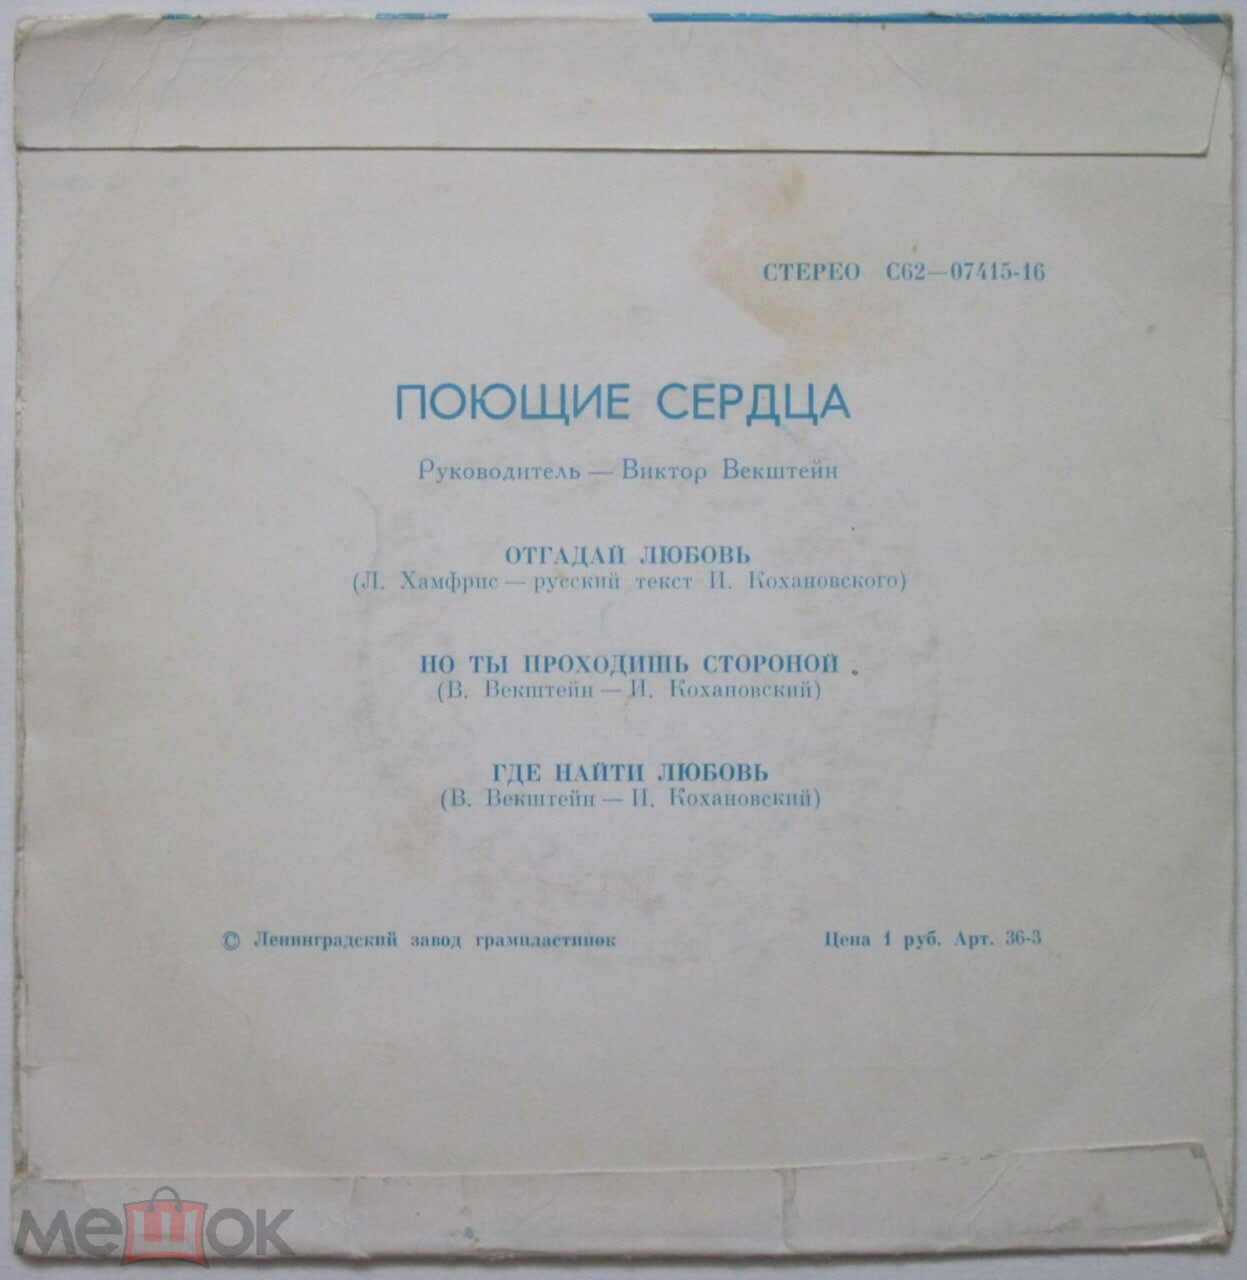 СТЕРЕО С62—07415-16
ПОЮЩИЕ СЕРДЦА
Руководитель — Виктор Векштейн
ОТГАДАЙ ЛЮБОВЬ
(Л. Хамфрис — русский текст И. Кохановского)
НО ТЫ ПРОХОДИШЬ СТОРОНОЙ
(В. Векштейн — И. Кохановский)
ГДЕ НАЙТИ ЛЮБОВЬ
(В. Векштейн — И. Кохановский)
© Ленинградский завод грампластинок
Цена 1 руб. Арт. 36-3
мешок